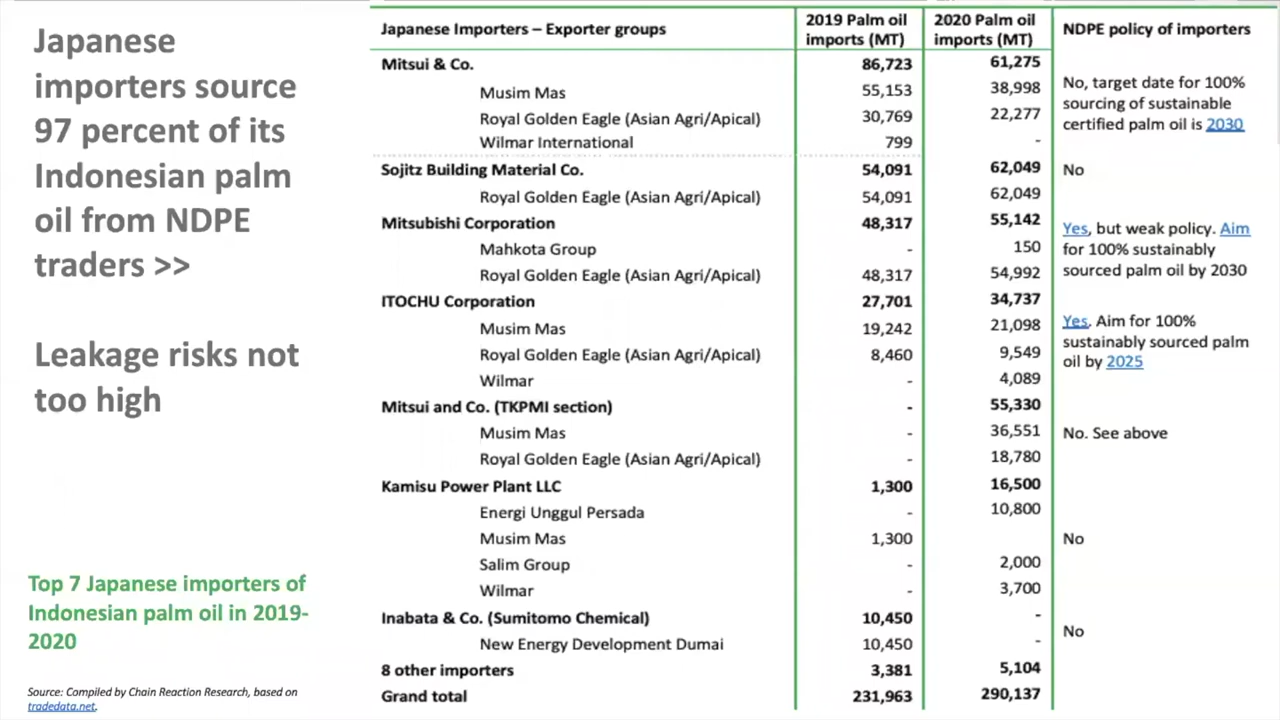 Japanese
importers source
97 percent of its
Indonesian palm
oil from NDPE
traders >>
Leakage risks not
too high
Top 7 Japanese importers of
Indonesian palm oil in 2019-
2020
Source: Compiled by Chain Reaction Research, based on
tradedata.net.
Japanese Importers – Exporter groups 2019 Palm oil imports (MT) 2020 Palm oil imports (MT) NDPE policy of importers
Mitsui & Co. 86,723 61,275
Musim Mas 55,153 38,998
Royal Golden Eagle (Asian Agri/Apical) 30,769 22,277
Wilmar International 799 -
No, target date for 100%
sourcing of sustainable
certified palm oil is 2030
Sojitz Building Material Co. 54,091 62,049 No
Royal Golden Eagle (Asian Agri/Apical) 54,091 62,049
Mitsubishi Corporation 48,317 55,142
Mahkota Group - 150
Royal Golden Eagle (Asian Agri/Apical) 48,317 54,992
Yes, but weak policy. Aim
for 100% sustainably
sourced palm oil by 2030
ITOCHU Corporation 27,701 34,737
Musim Mas 19,242 21,098
Royal Golden Eagle (Asian Agri/Apical) 8,460 9,549
Wilmar - 4,089
Yes. Aim for 100%
sustainably sourced palm
oil by 2025
Mitsui and Co. (TKPMI section) - 55,330
Musim Mas - 36,551 No. See above
Royal Golden Eagle (Asian Agri/Apical) - 18,780
Kamisu Power Plant LLC 1,300 16,500
Energi Unggul Persada - 10,800
Musim Mas 1,300 No
Salim Group - 2,000
Wilmar - 3,700
Inabata & Co. (Sumitomo Chemical) 10,450 - No
New Energy Development Dumai 10,450 -
8 other importers 3,381 5,104
Grand total 231,963 290,137